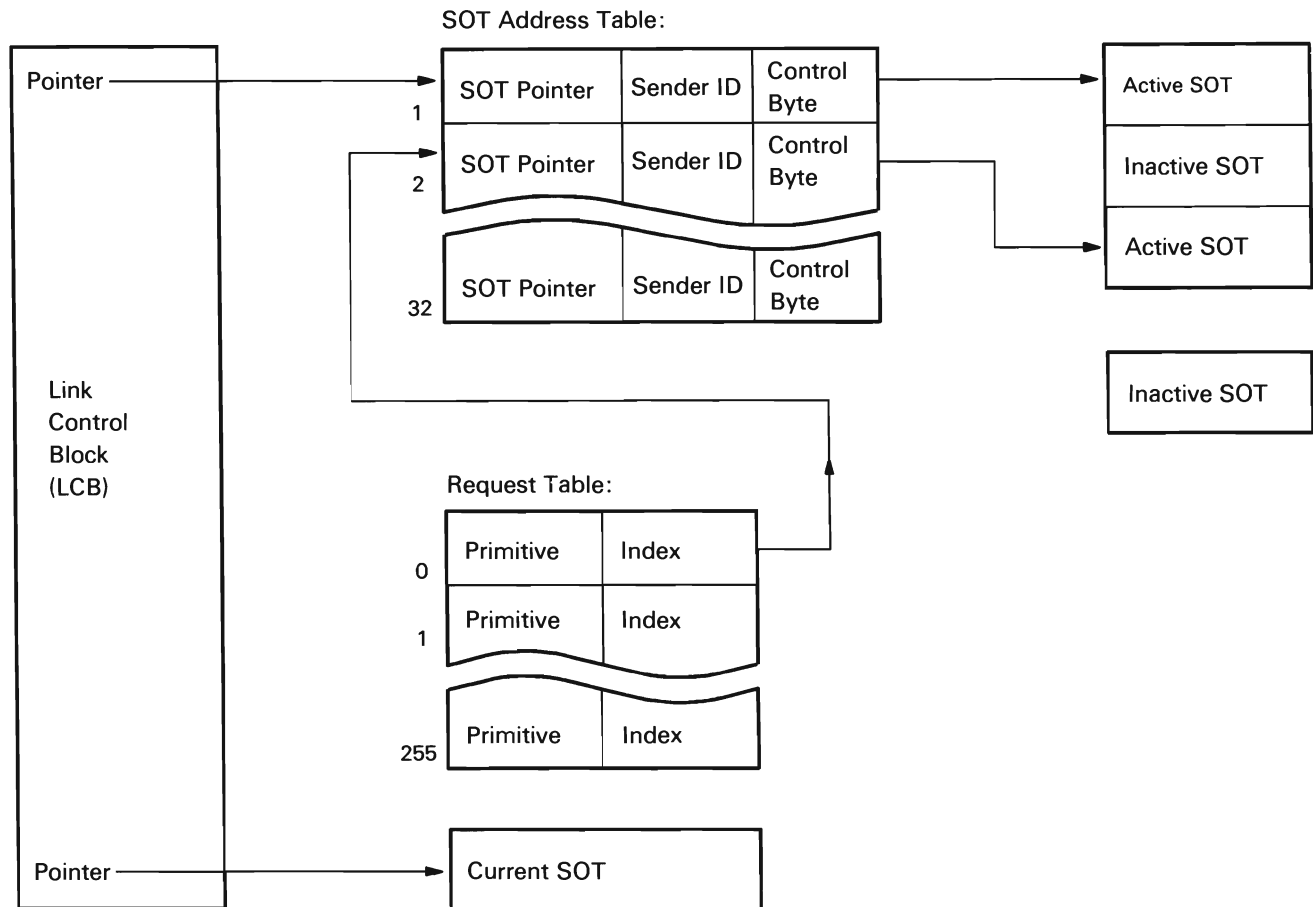 SOT Address Table:
Pointer
SOT Pointer
Sender ID
Control
Byte
1
Active SOT
SOT Pointer
Sender ID
Control
Byte
2
Inactive SOT
Active SOT
SOT Pointer
Sender ID
Control
Byte
32
Inactive SOT
Link
Control
Block
(LCB)
Request Table:
Primitive
Index
0
Primitive
Index
1
Primitive
Index
255
Pointer
Current SOT